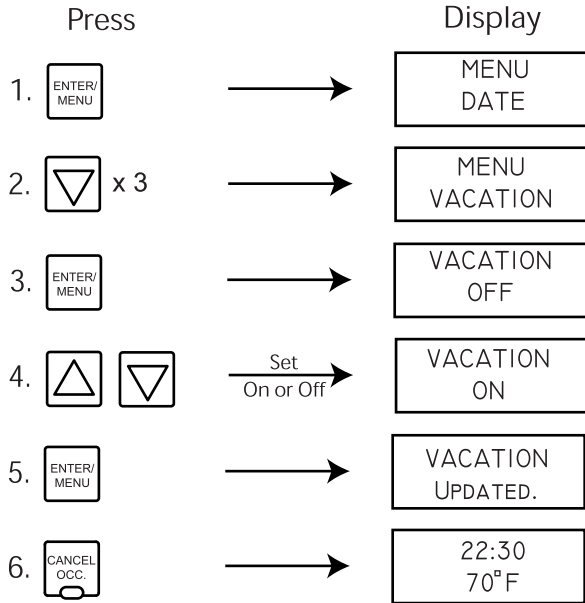 Press
Display
1.
ENTER/
MENU
MENU
DATE
2.
x 3
MENU
VACATION
3.
ENTER/
MENU
VACATION
OFF
4.
Set
On or Off
VACATION
ON
5.
ENTER/
MENU
VACATION
UPDATED.
6.
CANCEL
OCC.
22:30
70°F